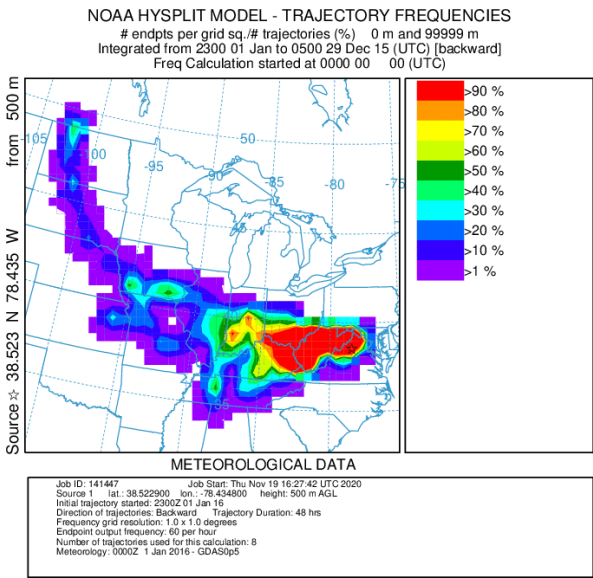 NOAA HYSPLIT MODEL - TRAJECTORY FREQUENCIES
# endpts per grid sq./# trajectories (%) 0 m and 99999 m
Integrated from 2300 01 Jan to 0500 29 Dec 15 (UTC) [backward]
Freq Calculation started at 0000 00 00 (UTC)
Source ☆ 38.523 N 78.435 W from 500 m
-105
-100
-95
50
-90
-85
-80
-75
45
35
>90 %
>80 %
>70 %
>60 %
>50 %
>40 %
>30 %
>20 %
>10 %
>1 %
METEOROLOGICAL DATA
Job ID: 141447 Job Start: Thu Nov 19 16:27:42 UTC 2020
Source 1 lat.: 38.522900 lon.: -78.434800 height: 500 m AGL
Initial trajectory started: 2300Z 01 Jan 16
Direction of trajectories: Backward Trajectory Duration: 48 hrs
Frequency grid resolution: 1.0 x 1.0 degrees
Endpoint output frequency: 60 per hour
Number of trajectories used for this calculation: 8
Meteorology: 0000Z 1 Jan 2016 - GDAS0p5